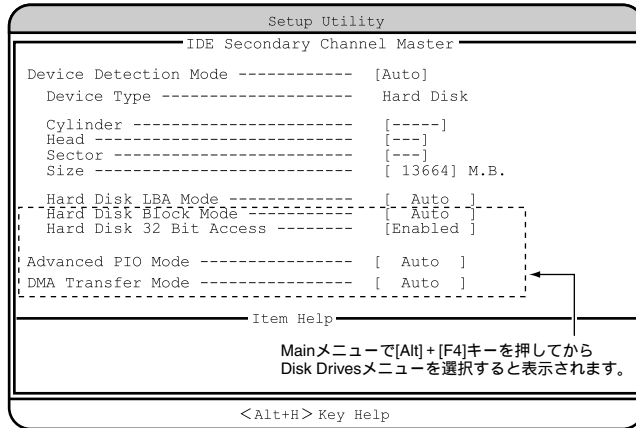 Setup Utility
IDE Secondary Channel Master
Device Detection Mode ------------ [Auto]
Device Type -------------------- Hard Disk
Cylinder ----------------------- [-----]
Head --------------------------- [---]
Sector ------------------------- [---]
Size --------------------------- [ 13664] M.B.
Hard Disk LBA Mode ------------- [ Auto ]
Hard Disk Block Mode ----------- [ Auto ]
Hard Disk 32 Bit Access -------- [Enabled ]
Advanced PIO Mode ---------------- [ Auto ]
DMA Transfer Mode ---------------- [ Auto ]
Item Help
Mainメニューで[Alt] + [F4]キーを押してから
Disk Drivesメニューを選択すると表示されます。
＜Alt+H＞Key Help